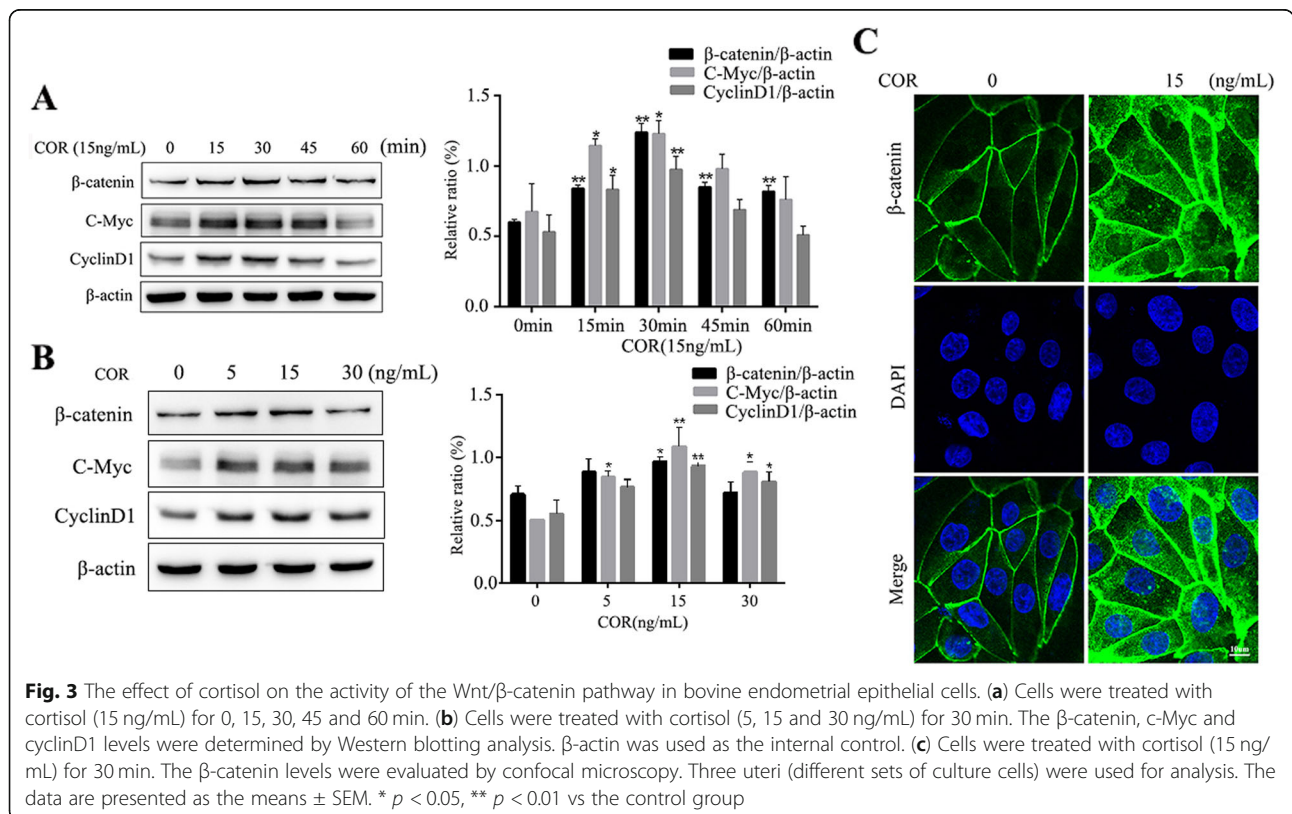 A
COR (15ng/mL) 0 15 30 45 60 (min)
β-catenin
C-Myc
CyclinD1
β-actin
β-catenin/β-actin
C-Myc/β-actin
CyclinD1/β-actin
Relative ratio (%)
1.5
1.0
0.5
0.0
** * *
** * **
**
**
0min 15min 30min 45min 60min
COR(15ng/mL)
B
COR 0 5 15 30 (ng/mL)
β-catenin
C-Myc
CyclinD1
β-actin
β-catenin/β-actin
C-Myc/β-actin
CyclinD1/β-actin
Relative ratio (%)
1.5
1.0
0.5
0.0
*
* ** **
* *
0 5 15 30
COR(ng/mL)
C
COR 0 15 (ng/mL)
β-catenin
DAPI
Merge
10um
Fig. 3 The effect of cortisol on the activity of the Wnt/β-catenin pathway in bovine endometrial epithelial cells. (a) Cells were treated with
cortisol (15 ng/mL) for 0, 15, 30, 45 and 60 min. (b) Cells were treated with cortisol (5, 15 and 30 ng/mL) for 30 min. The β-catenin, c-Myc and
cyclinD1 levels were determined by Western blotting analysis. β-actin was used as the internal control. (c) Cells were treated with cortisol (15 ng/
mL) for 30 min. The β-catenin levels were evaluated by confocal microscopy. Three uteri (different sets of culture cells) were used for analysis. The
data are presented as the means ± SEM. * p < 0.05, ** p < 0.01 vs the control group